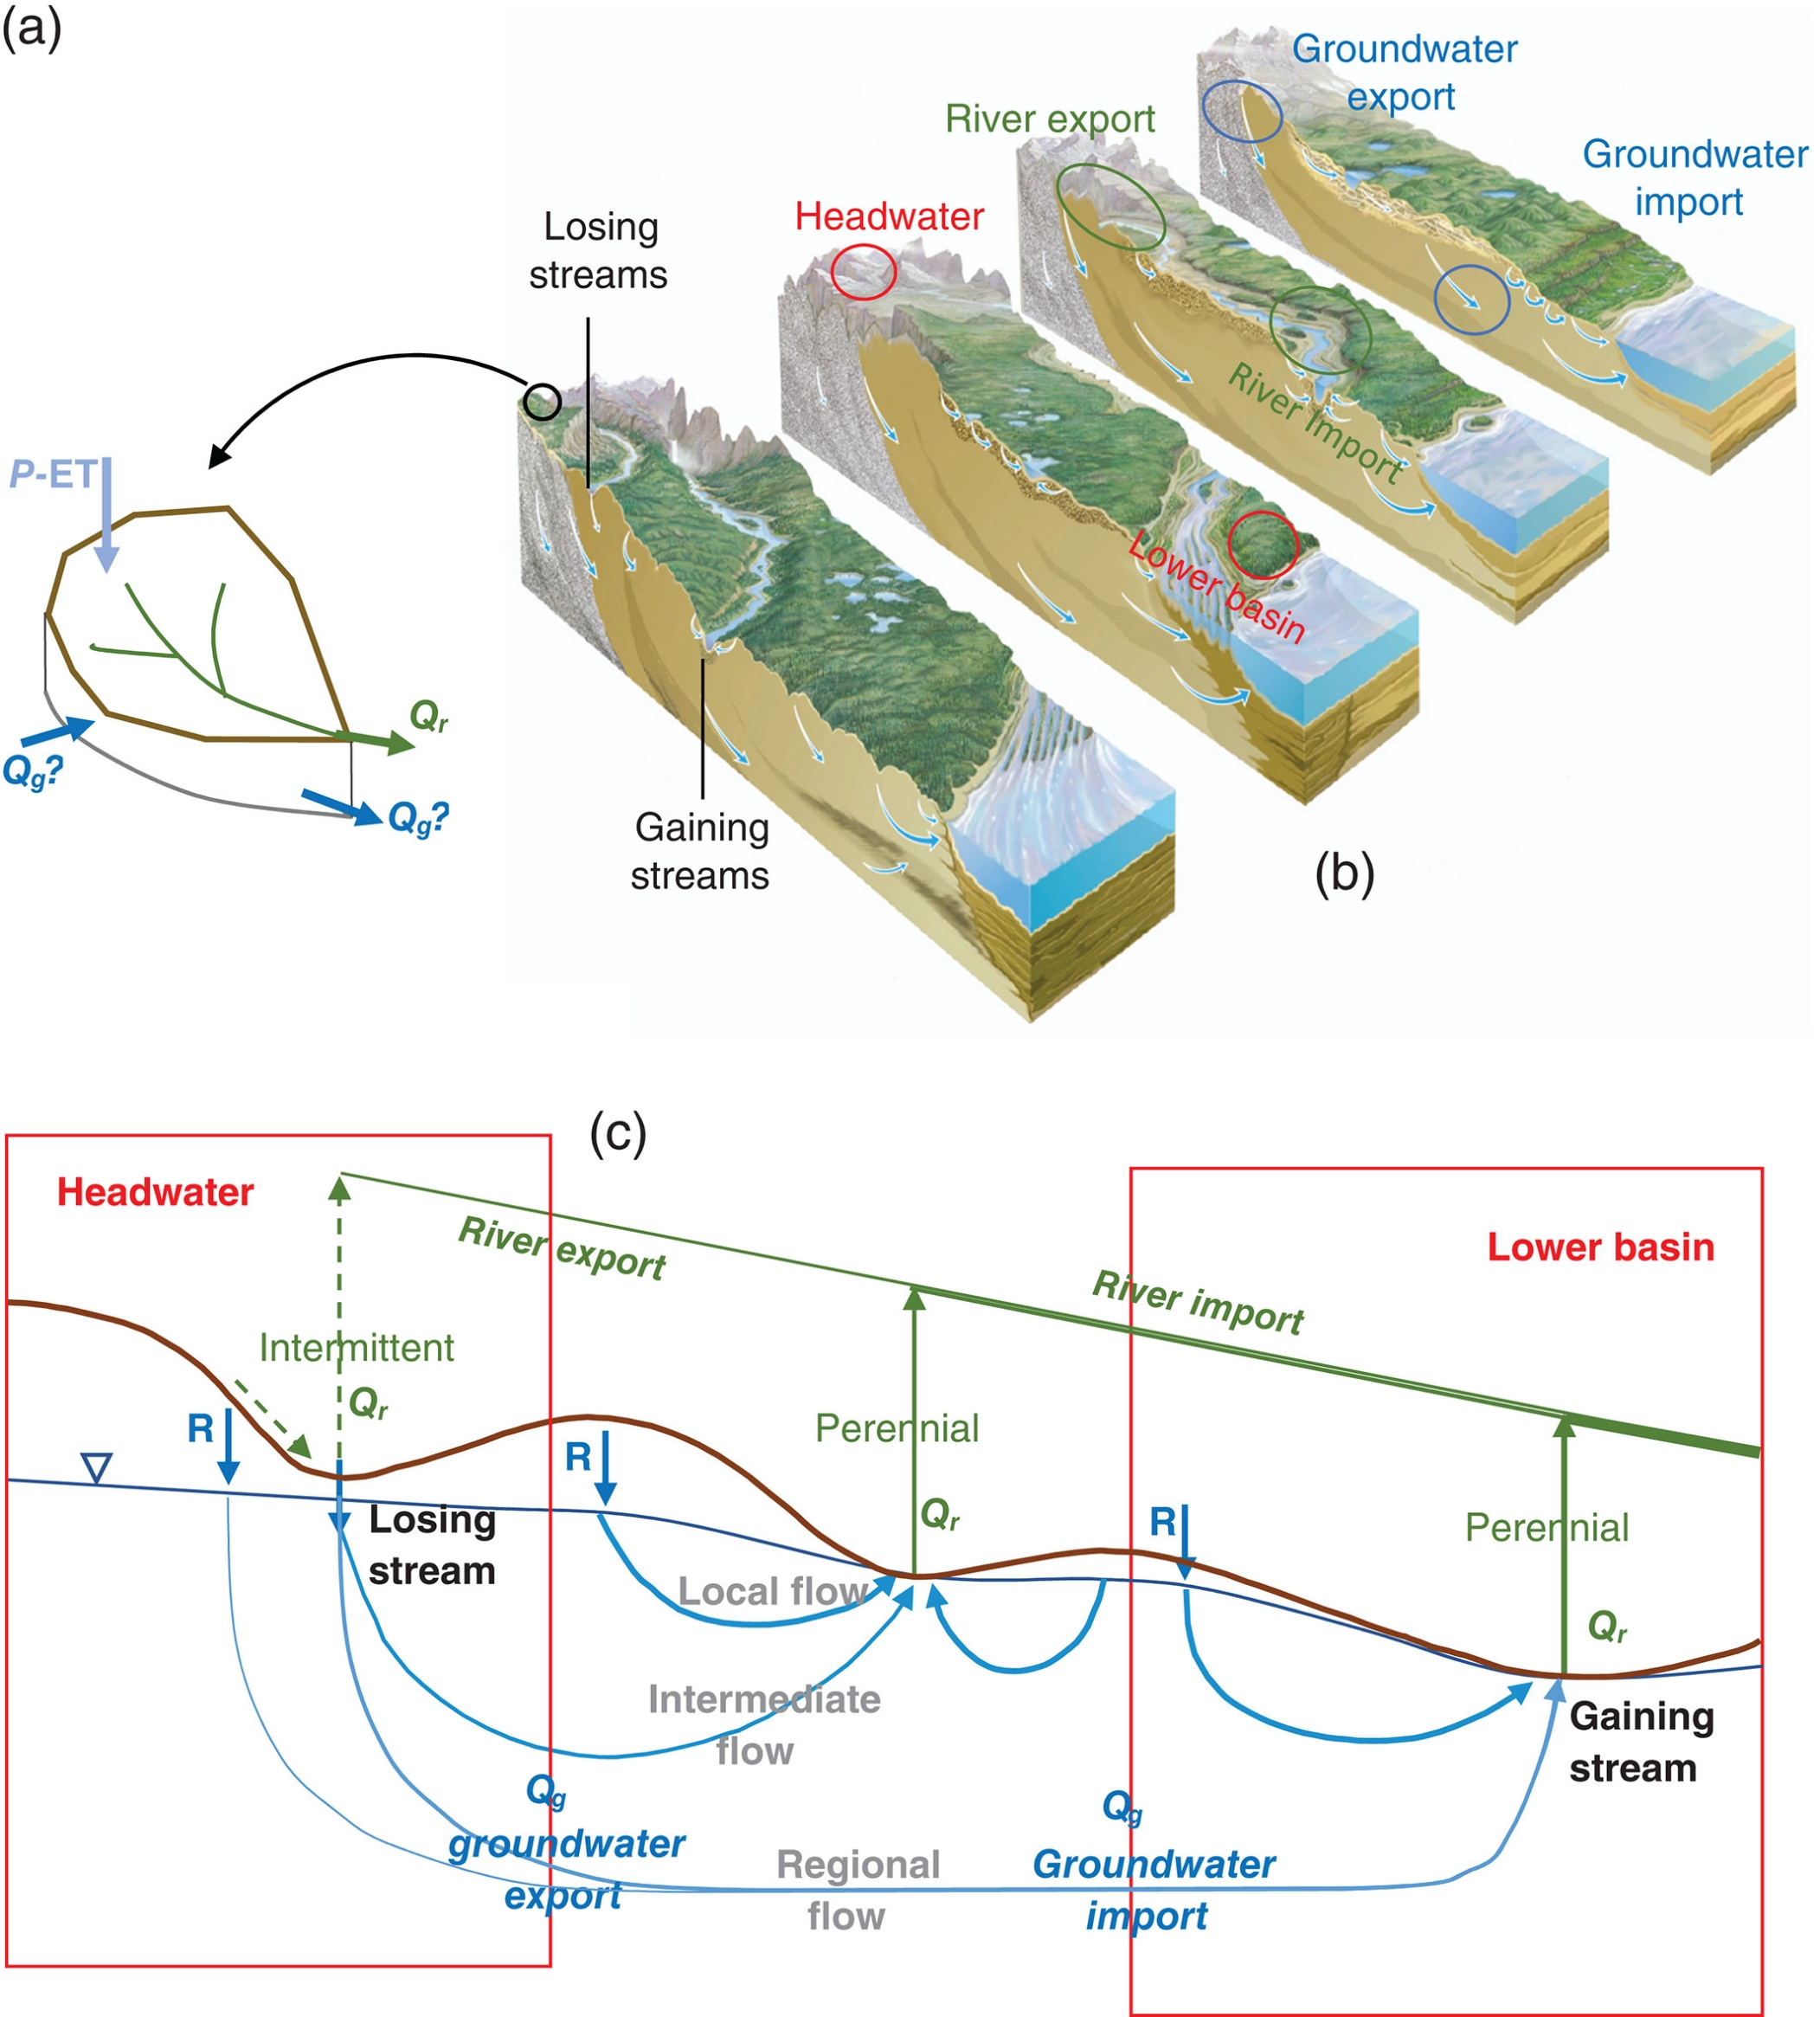 (a)
Groundwater
export
River export
Groundwater
import
Headwater
Losing
streams
River Import
P-ET
Lower basin
Qr
Qg?
Qg?
Gaining
streams
(b)
(c)
Headwater
River export
Lower basin
River import
Intermittent
Qr
R
R
Perennial
Qr
R
Perennial
Losing
stream
Local flow
Qr
Intermediate
flow
Gaining
stream
Qg
groundwater
export
Regional
flow
Qg
Groundwater
import